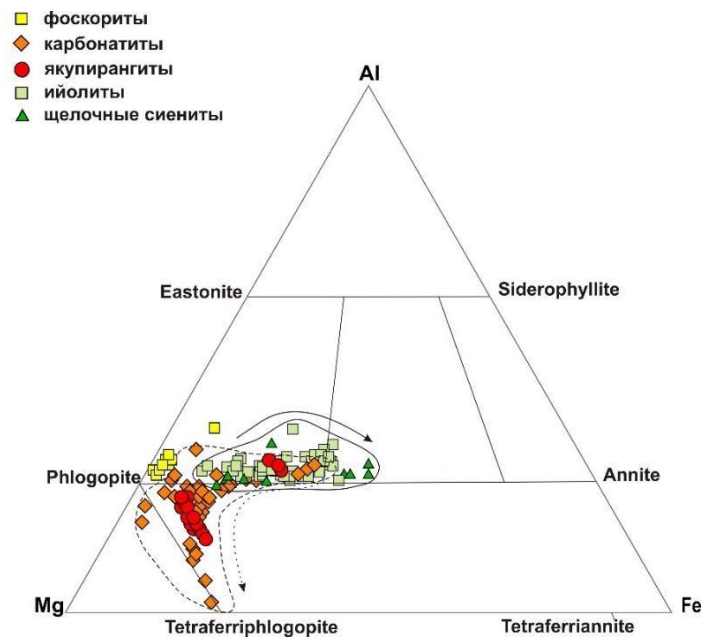 фоскориты
карбонатиты
якупирангиты
ийолиты
щелочные сиениты
Al
Eastonite
Siderophyllite
Phlogopite
Annite
Mg
Fe
Tetraferriphlogopite
Tetraferriannite